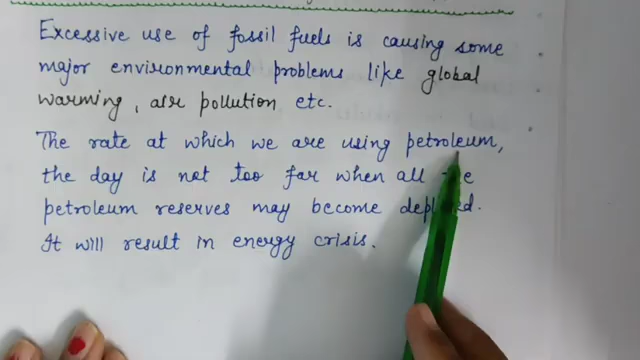 Excessive use of fossil fuels is causing some
major environmental problems like global
warming, air pollution etc.
The rate at which we are using petroleum,
the day is not too far when all
petroleum reserves may become
It will result in energy crisis.